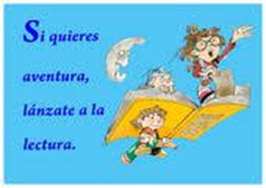 Si quieres
aventura,
lánzate a la
lectura.